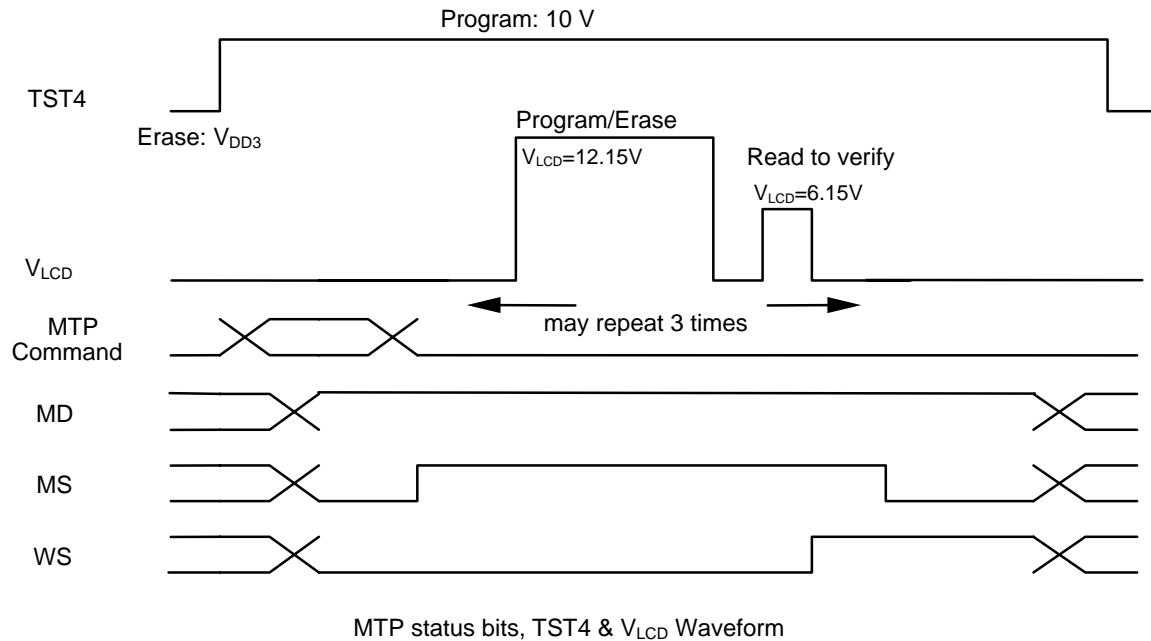 Program: 10 V
TST4
Erase: VDD3
Program/Erase
VLCD=12.15V
Read to verify
VLCD=6.15V
VLCD
may repeat 3 times
MTP
Command
MD
MS
WS
MTP status bits, TST4 & VLCD Waveform